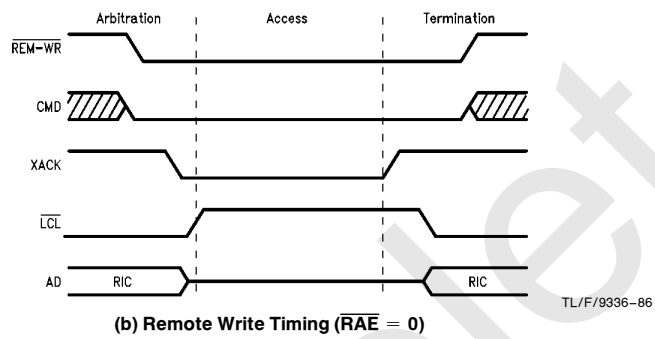 Arbitration Access Termination
REM-WR
CMD
XACK
LCL
AD RIC RIC
TL/F/9336-86
(b) Remote Write Timing (RAE = 0)